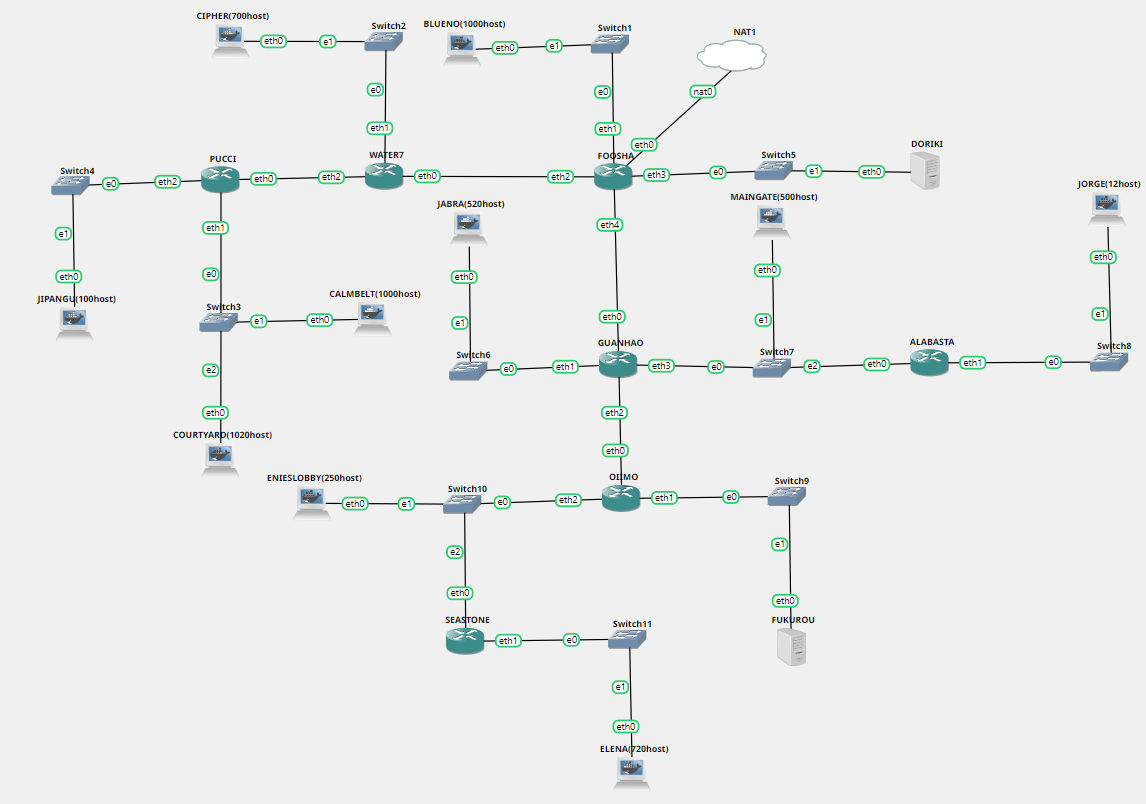 CIPHER(700host)
eth0
e1
Switch2
BLUENO(1000host)
eth0
e1
Switch1
NAT1
nat0
e0
eth1
e0
eth1
eth0
Switch4
e0
eth2
PUCCI
eth0
eth2
WATER7
eth0
eth2
FOOSHA
eth3
e0
Switch5
e1
eth0
DORIKI
e1
eth0
JIPANGU(100host)
eth1
e0
Switch3
e1
eth0
CALMBELT(1000host)
e2
eth0
COURTYARD(1020host)
JABRA(520host)
eth0
e1
Switch6
e0
eth1
eth4
eth0
GUANHAO
eth3
e0
Switch7
MAINGATE(500host)
eth0
e1
e2
eth0
ALABASTA
eth1
e0
Switch8
JORGE(12host)
eth0
e1
eth2
eth0
ENIESLOBBY(250host)
eth0
e1
Switch10
e0
eth2
OIIMO
eth1
e0
Switch9
e2
eth0
e1
eth0
SEASTONE
eth1
e0
Switch11
FUKUROU
e1
eth0
ELENA(720host)